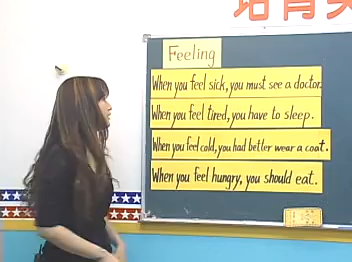 Feeling
When you feel sick, you must see a doctor.
When you feel tired, you have to sleep.
When you feel cold, you had better wear a coat.
When you feel hungry, you should eat.